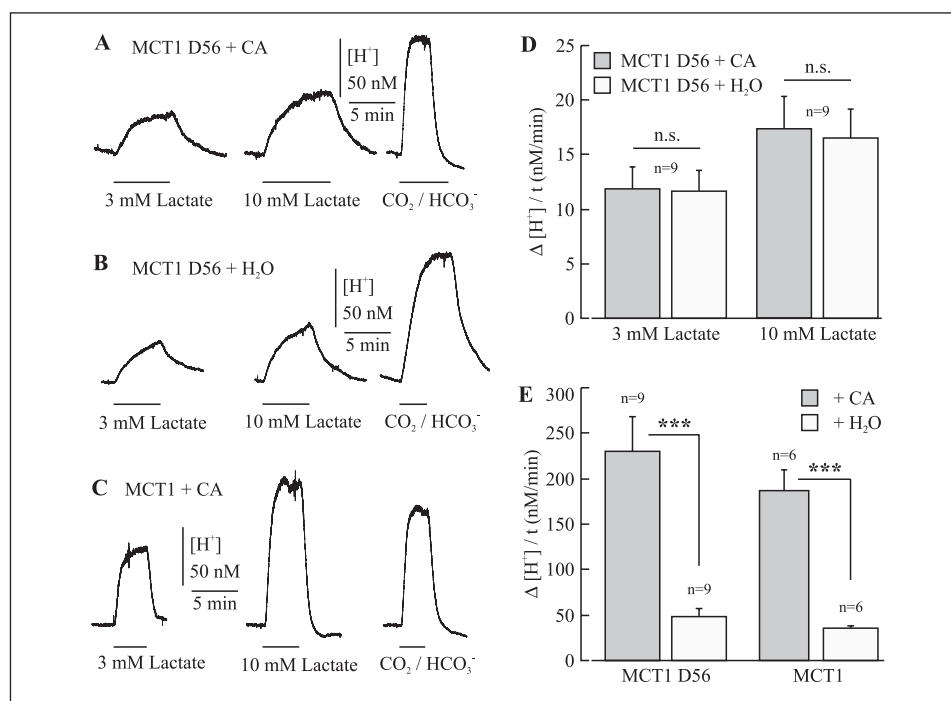 A MCT1 D56 + CA
[H⁺]
50 nM
5 min
3 mM Lactate 10 mM Lactate CO₂ / HCO₃⁻
B MCT1 D56 + H₂O
[H⁺]
50 nM
5 min
3 mM Lactate 10 mM Lactate CO₂ / HCO₃⁻
C MCT1 + CA
[H⁺]
50 nM
5 min
3 mM Lactate 10 mM Lactate CO₂ / HCO₃⁻
D
MCT1 D56 + CA
MCT1 D56 + H₂O
Δ [H⁺] / t (nM/min)
25
20
15
10
5
0
n.s.
n=9
n.s.
n=9
3 mM Lactate 10 mM Lactate
E
+ CA
+ H₂O
Δ [H⁺] / t (nM/min)
300
250
200
150
100
50
0
n=9
***
n=9
n=6
***
n=6
MCT1 D56 MCT1